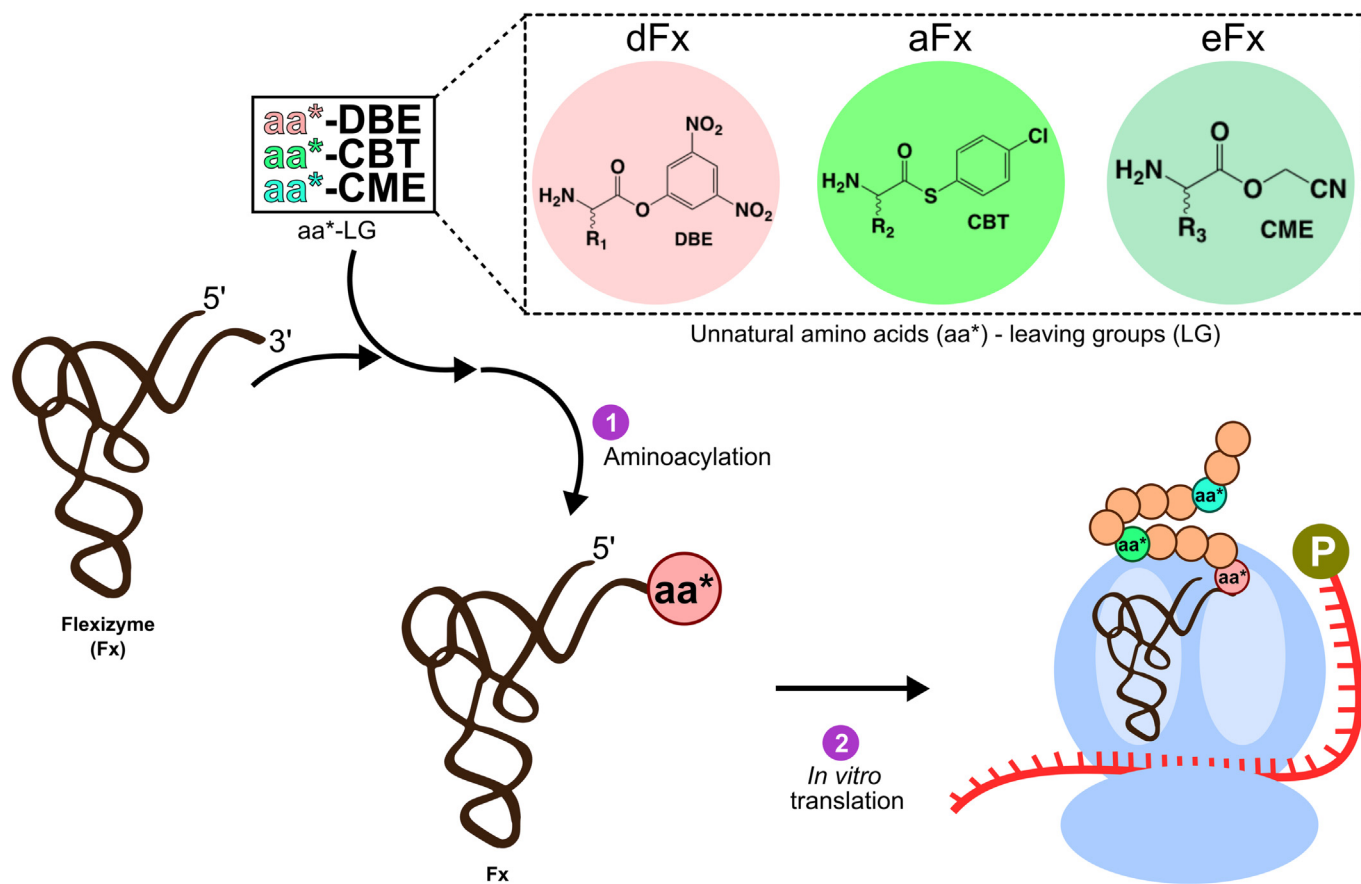 dFx
aFx
eFx
aa*-DBE
aa*-CBT
aa*-CME
aa*-LG
NO2
O
H2N
O
NO2
R1
DBE
Cl
O
H2N
S
R2
CBT
O
H2N
O
CN
R3
CME
Unnatural amino acids (aa*) - leaving groups (LG)
5'
3'
Flexizyme
(Fx)
1
Aminoacylation
5'
aa*
Fx
2
In vitro
translation
aa*
aa*
aa*
P